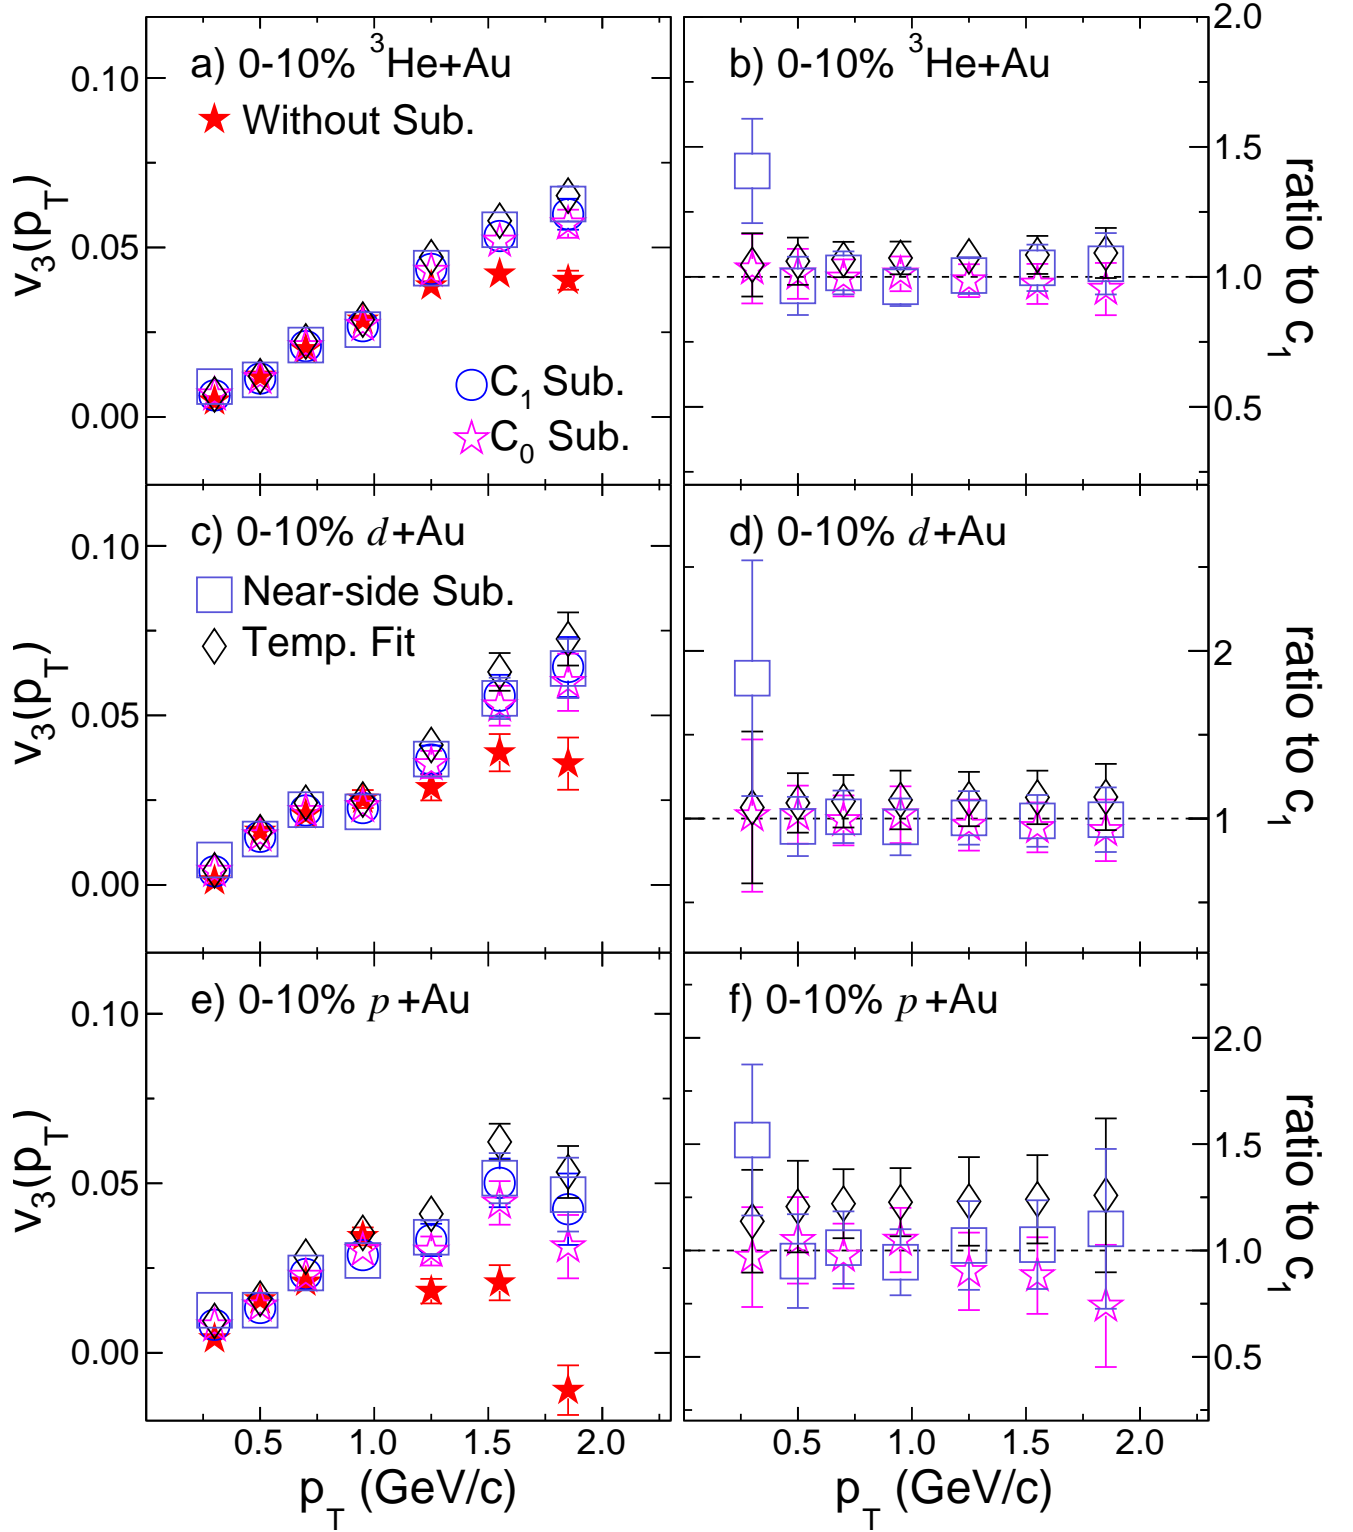 a) 0-10% ³He+Au
Without Sub.
C₁ Sub.
C₀ Sub.
0.10
0.05
0.00
v₃(p_T)
b) 0-10% ³He+Au
2.0
1.5
1.0
0.5
ratio to c₁
c) 0-10% d+Au
Near-side Sub.
Temp. Fit
0.10
0.05
0.00
v₃(p_T)
d) 0-10% d+Au
2
1
ratio to c₁
e) 0-10% p+Au
0.10
0.05
0.00
v₃(p_T)
0.5 1.0 1.5 2.0
p_T (GeV/c)
f) 0-10% p+Au
2.0
1.5
1.0
0.5
ratio to c₁
0.5 1.0 1.5 2.0
p_T (GeV/c)